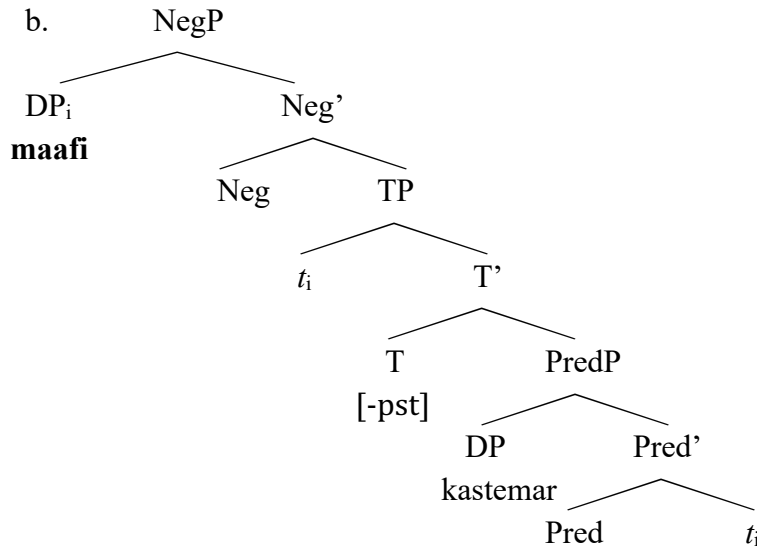 b. NegP
DPi Neg’
maafi
Neg TP
ti T’
T PredP
[-pst]
DP Pred’
kastemar
Pred ti